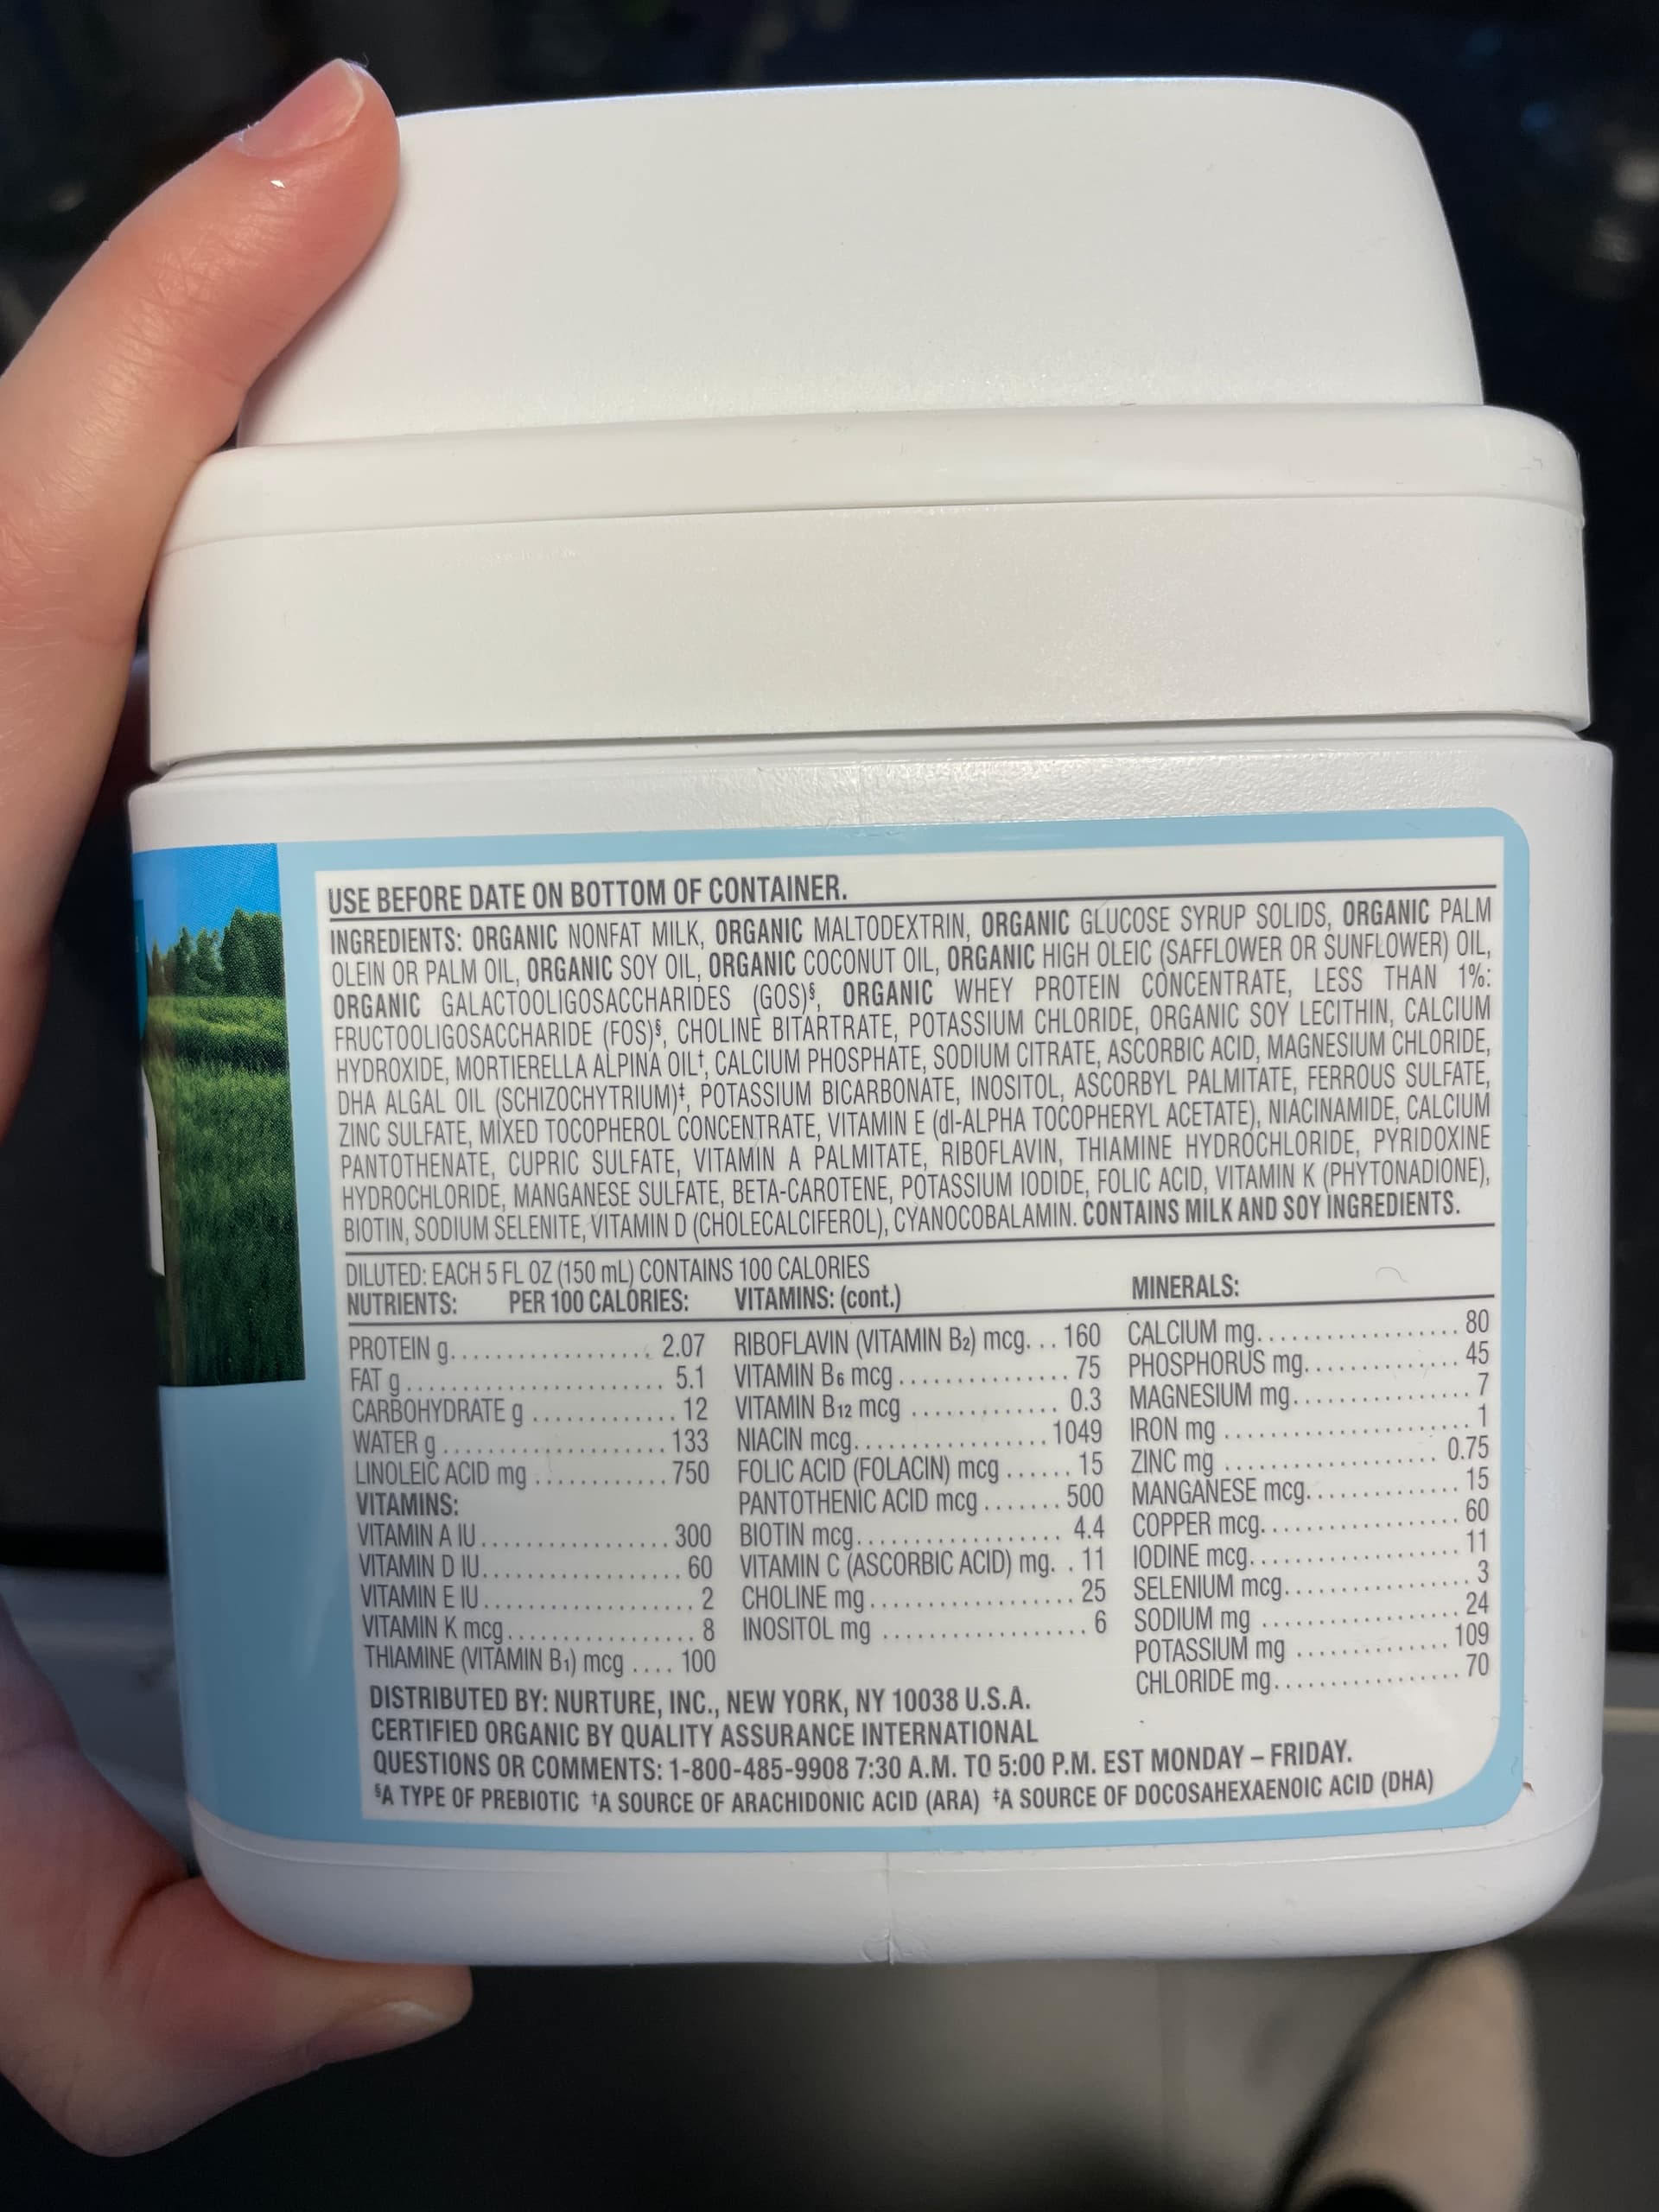 USE BEFORE DATE ON BOTTOM OF CONTAINER.
INGREDIENTS: ORGANIC NONFAT MILK, ORGANIC MALTODEXTRIN, ORGANIC GLUCOSE SYRUP SOLIDS, ORGANIC PALM
OLEIN OR PALM OIL, ORGANIC SOY OIL, ORGANIC COCONUT OIL, ORGANIC HIGH OLEIC (SAFFLOWER OR SUNFLOWER) OIL,
ORGANIC GALACTOOLIGOSACCHARIDES (GOS)§, ORGANIC WHEY PROTEIN CONCENTRATE, LESS THAN 1%:
FRUCTOOLIGOSACCHARIDE (FOS)§, CHOLINE BITARTRATE, POTASSIUM CHLORIDE, ORGANIC SOY LECITHIN, CALCIUM
HYDROXIDE, MORTIERELLA ALPINA OIL†, CALCIUM PHOSPHATE, SODIUM CITRATE, ASCORBIC ACID, MAGNESIUM CHLORIDE,
DHA ALGAL OIL (SCHIZOCHYTRIUM)‡, POTASSIUM BICARBONATE, INOSITOL, ASCORBYL PALMITATE, FERROUS SULFATE,
ZINC SULFATE, MIXED TOCOPHEROL CONCENTRATE, VITAMIN E (dl-ALPHA TOCOPHERYL ACETATE), NIACINAMIDE, CALCIUM
PANTOTHENATE, CUPRIC SULFATE, VITAMIN A PALMITATE, RIBOFLAVIN, THIAMINE HYDROCHLORIDE, PYRIDOXINE
HYDROCHLORIDE, MANGANESE SULFATE, BETA-CAROTENE, POTASSIUM IODIDE, FOLIC ACID, VITAMIN K (PHYTONADIONE),
BIOTIN, SODIUM SELENITE, VITAMIN D (CHOLECALCIFEROL), CYANOCOBALAMIN. CONTAINS MILK AND SOY INGREDIENTS.
DILUTED: EACH 5 FL OZ (150 mL) CONTAINS 100 CALORIES
NUTRIENTS: PER 100 CALORIES:
PROTEIN g.................. 2.07
FAT g...................... 5.1
CARBOHYDRATE g ............. 12
WATER g.................... 133
LINOLEIC ACID mg ............ 750
VITAMINS:
VITAMIN A IU................. 300
VITAMIN D IU.................. 60
VITAMIN E IU.................... 2
VITAMIN K mcg................. 8
THIAMINE (VITAMIN B1) mcg .... 100
VITAMINS: (cont.)
RIBOFLAVIN (VITAMIN B2) mcg... 160
VITAMIN B6 mcg............... 75
VITAMIN B12 mcg ............. 0.3
NIACIN mcg................. 1049
FOLIC ACID (FOLACIN) mcg ...... 15
PANTOTHENIC ACID mcg ....... 500
BIOTIN mcg.................. 4.4
VITAMIN C (ASCORBIC ACID) mg. . 11
CHOLINE mg.................. 25
INOSITOL mg .................. 6
MINERALS:
CALCIUM mg................. 80
PHOSPHORUS mg............. 45
MAGNESIUM mg............... 7
IRON mg ..................... 1
ZINC mg .................. 0.75
MANGANESE mcg............. 15
COPPER mcg................. 60
IODINE mcg.................. 11
SELENIUM mcg................ 3
SODIUM mg ................. 24
POTASSIUM mg ............. 109
CHLORIDE mg................ 70
DISTRIBUTED BY: NURTURE, INC., NEW YORK, NY 10038 U.S.A.
CERTIFIED ORGANIC BY QUALITY ASSURANCE INTERNATIONAL
QUESTIONS OR COMMENTS: 1-800-485-9908 7:30 A.M. TO 5:00 P.M. EST MONDAY – FRIDAY.
§A TYPE OF PREBIOTIC †A SOURCE OF ARACHIDONIC ACID (ARA) ‡A SOURCE OF DOCOSAHEXAENOIC ACID (DHA)